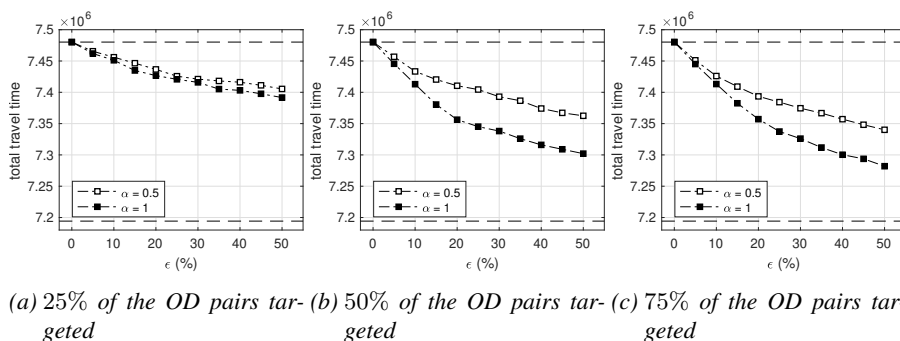 ×10⁶
7.5
7.45
7.4
7.35
7.3
7.25
7.2
total travel time
α = 0.5
α = 1
0 10 20 30 40 50
ϵ (%)
×10⁶
7.5
7.45
7.4
7.35
7.3
7.25
7.2
total travel time
α = 0.5
α = 1
0 10 20 30 40 50
ϵ (%)
×10⁶
7.5
7.45
7.4
7.35
7.3
7.25
7.2
total travel time
α = 0.5
α = 1
0 10 20 30 40 50
ϵ (%)
(a) 25% of the OD pairs tar-
geted
(b) 50% of the OD pairs tar-
geted
(c) 75% of the OD pairs tar
geted